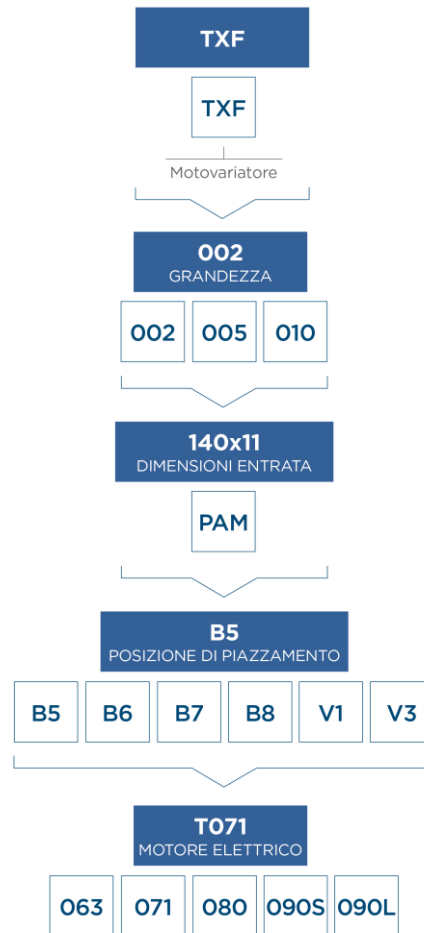 TXF
TXF
Motovariatore
002
GRANDEZZA
002 005 010
140x11
DIMENSIONI ENTRATA
PAM
B5
POSIZIONE DI PIAZZAMENTO
B5 B6 B7 B8 V1 V3
T071
MOTORE ELETTRICO
063 071 080 090S 090L